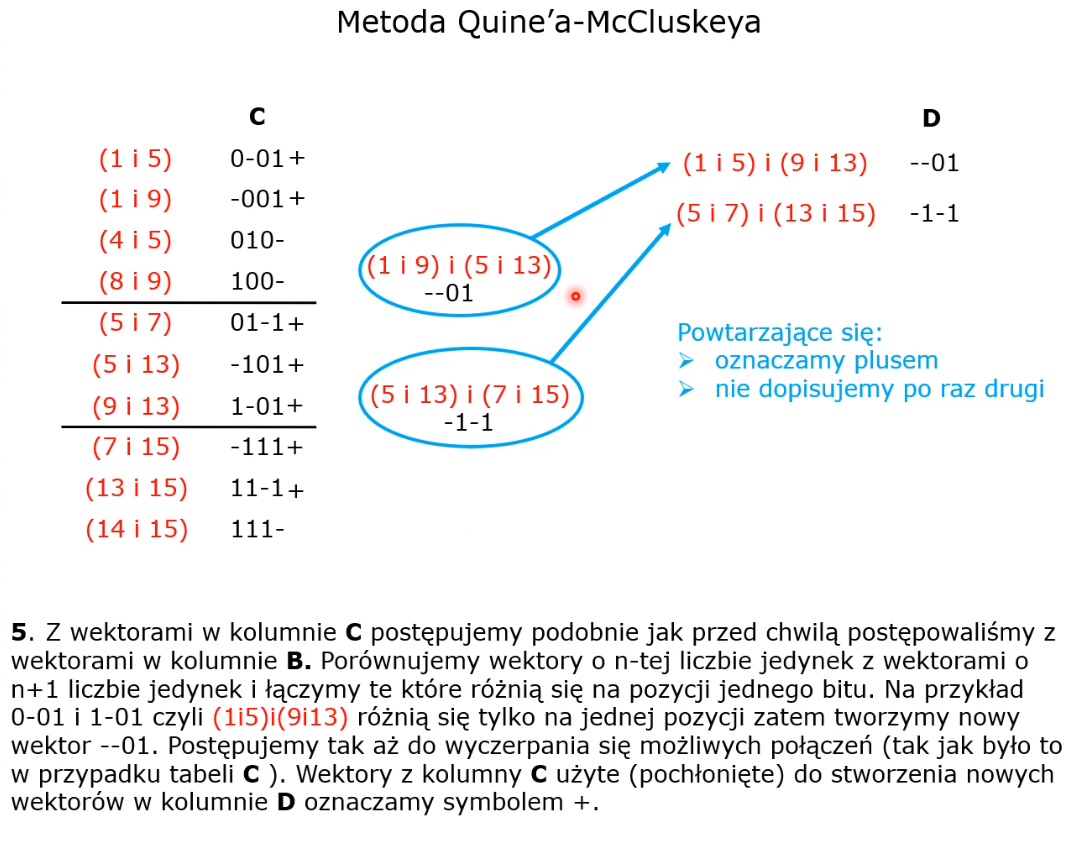 Metoda Quine’a-McCluskeya
C
(1 i 5) 0-01+
(1 i 9) -001+
(4 i 5) 010-
(8 i 9) 100-
(5 i 7) 01-1+
(5 i 13) -101+
(9 i 13) 1-01+
(7 i 15) -111+
(13 i 15) 11-1+
(14 i 15) 111-
(1 i 9) i (5 i 13)
--01
(5 i 13) i (7 i 15)
-1-1
D
(1 i 5) i (9 i 13) --01
(5 i 7) i (13 i 15) -1-1
Powtarzające się:
➢ oznaczamy plusem
➢ nie dopisujemy po raz drugi
5. Z wektorami w kolumnie C postępujemy podobnie jak przed chwilą postępowaliśmy z
wektorami w kolumnie B. Porównujemy wektory o n-tej liczbie jedynek z wektorami o
n+1 liczbie jedynek i łączymy te które różnią się na pozycji jednego bitu. Na przykład
0-01 i 1-01 czyli (1i5)i(9i13) różnią się tylko na jednej pozycji zatem tworzymy nowy
wektor --01. Postępujemy tak aż do wyczerpania się możliwych połączeń (tak jak było to
w przypadku tabeli C ). Wektory z kolumny C użyte (pochłonięte) do stworzenia nowych
wektorów w kolumnie D oznaczamy symbolem +.